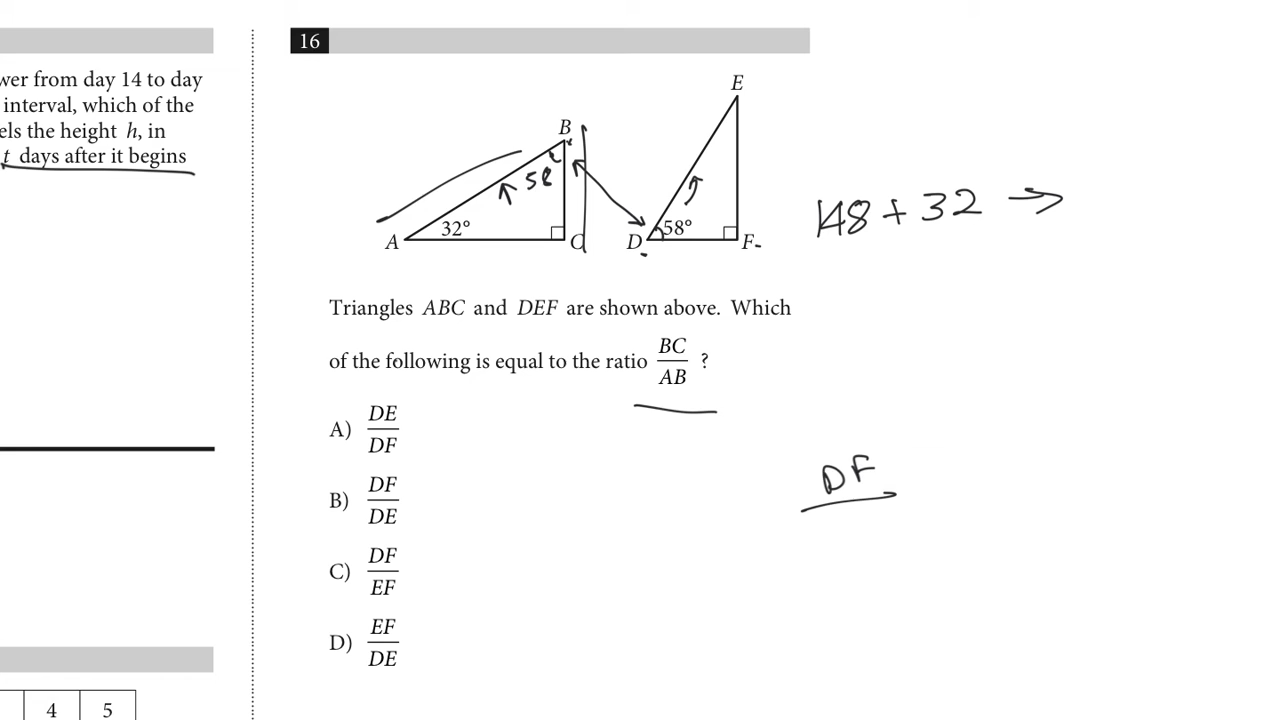 wer from day 14 to day
interval, which of the
els the height h, in
t days after it begins
4 5
16
B
E
58
A
32°
C
D
58°
F
148 + 32 →
Triangles ABC and DEF are shown above. Which
of the following is equal to the ratio BC/AB ?
A) DE/DF
B) DF/DE
C) DF/EF
D) EF/DE
DF